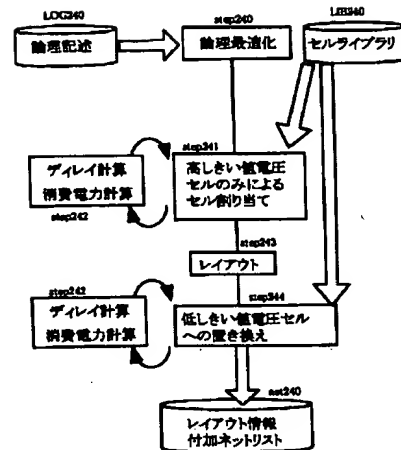 LOG240
論理記述
step240
論理最適化
LIB240
セルライブラリ
step341
高しきい値電圧
セルのみによる
セル割り当て
ディレイ計算
消費電力計算
step242
step243
レイアウト
step242
ディレイ計算
消費電力計算
step344
低しきい値電圧セル
への置き換え
net240
レイアウト情報
付加ネットリスト